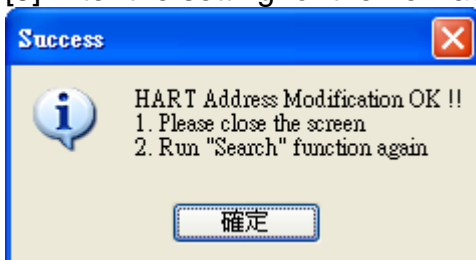 Success
HART Address Modification OK !!
1. Please close the screen
2. Run "Search" function again
確定